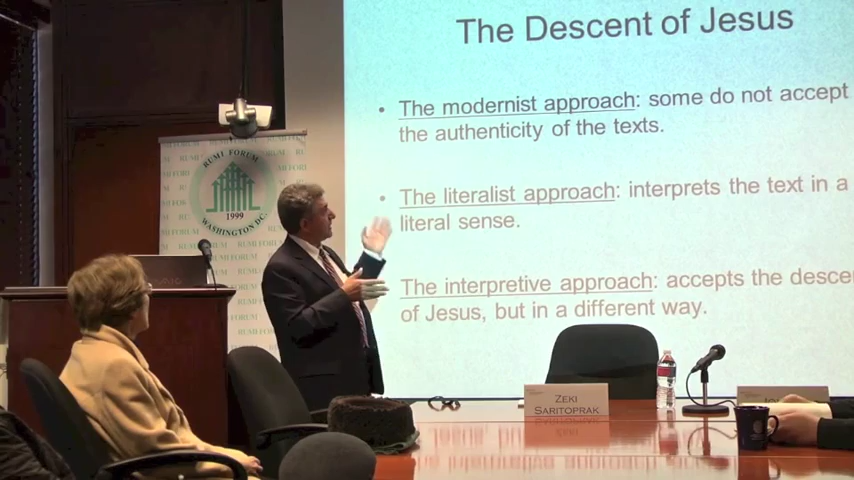 The Descent of Jesus
• The modernist approach: some do not accept
the authenticity of the texts.
• The literalist approach: interprets the text in a
literal sense.
The interpretive approach: accepts the desce
of Jesus, but in a different way.
RUMI FORUM
1999
WASHINGTON D.C.
ZEKI
SARITOPRAK